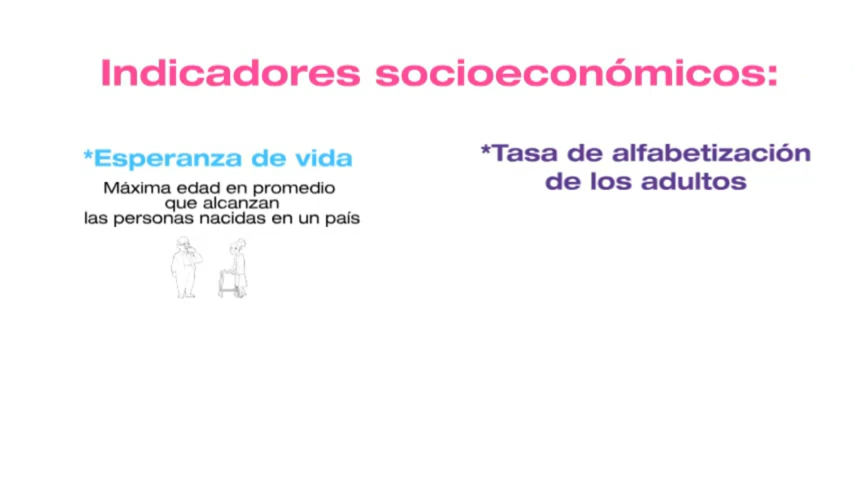 Indicadores socioeconómicos:
*Esperanza de vida
Máxima edad en promedio
que alcanzan
las personas nacidas en un país
*Tasa de alfabetización
de los adultos